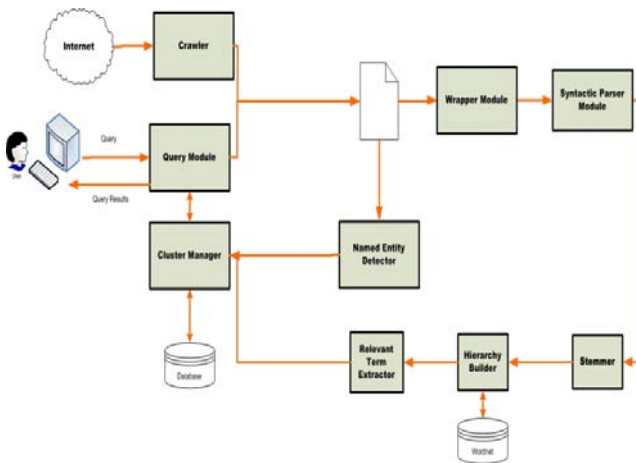 Internet
Crawler
Wrapper Module
Syntactic Parser
Module
Query
Query Module
User
Query Results
Cluster Manager
Named Entity
Detector
Database
Relevant
Term
Extractor
Hierarchy
Builder
Stemmer
Wordnet